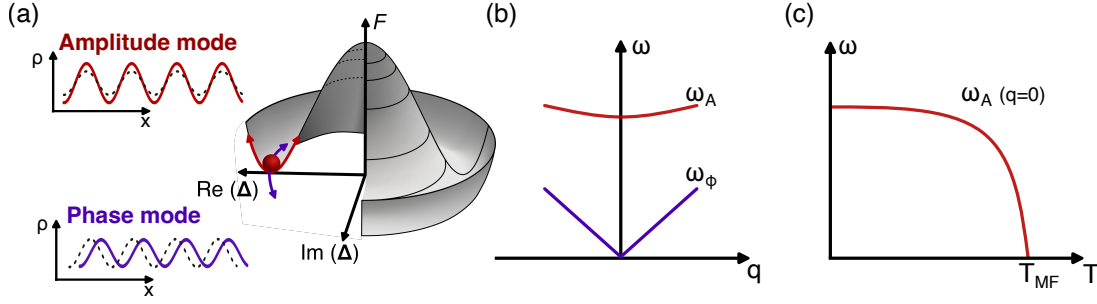 (a)
Amplitude mode
ρ
x
F
Re (Δ)
Im (Δ)
Phase mode
ρ
x
(b)
ω
ω_A
ω_ϕ
q
(c)
ω
ω_A (q=0)
T_MF
T